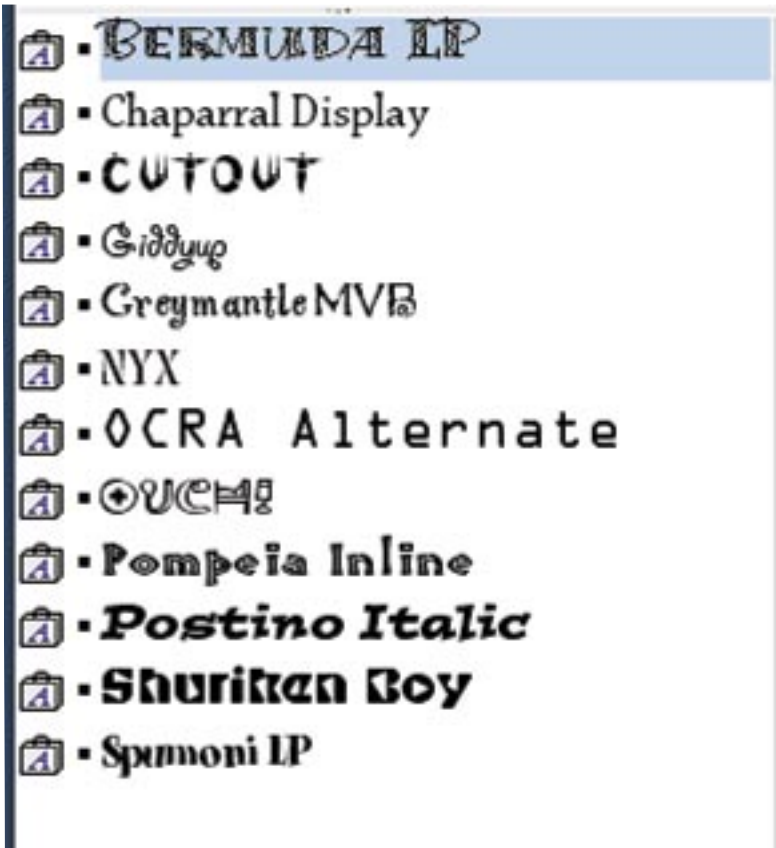 BERMUDA LP
Chaparral Display
CUTOUT
Giddyup
Greymantle MVB
NYX
OCRA Alternate
OUCH!
Pompeia Inline
Postino Italic
Shuriken Boy
Spumoni LP